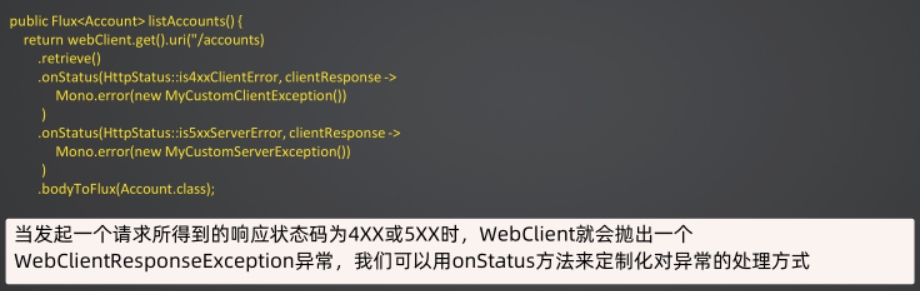 public Flux<Account> listAccounts() {
return webClient.get().uri("/accounts)
.retrieve()
.onStatus(HttpStatus::is4xxClientError, clientResponse ->
Mono.error(new MyCustomClientException())
)
.onStatus(HttpStatus::is5xxServerError, clientResponse ->
Mono.error(new MyCustomServerException())
)
.bodyToFlux(Account.class);
当发起一个请求所得到的响应状态码为4XX或5XX时，WebClient就会抛出一个
WebClientResponseException异常，我们可以用onStatus方法来定制化对异常的处理方式